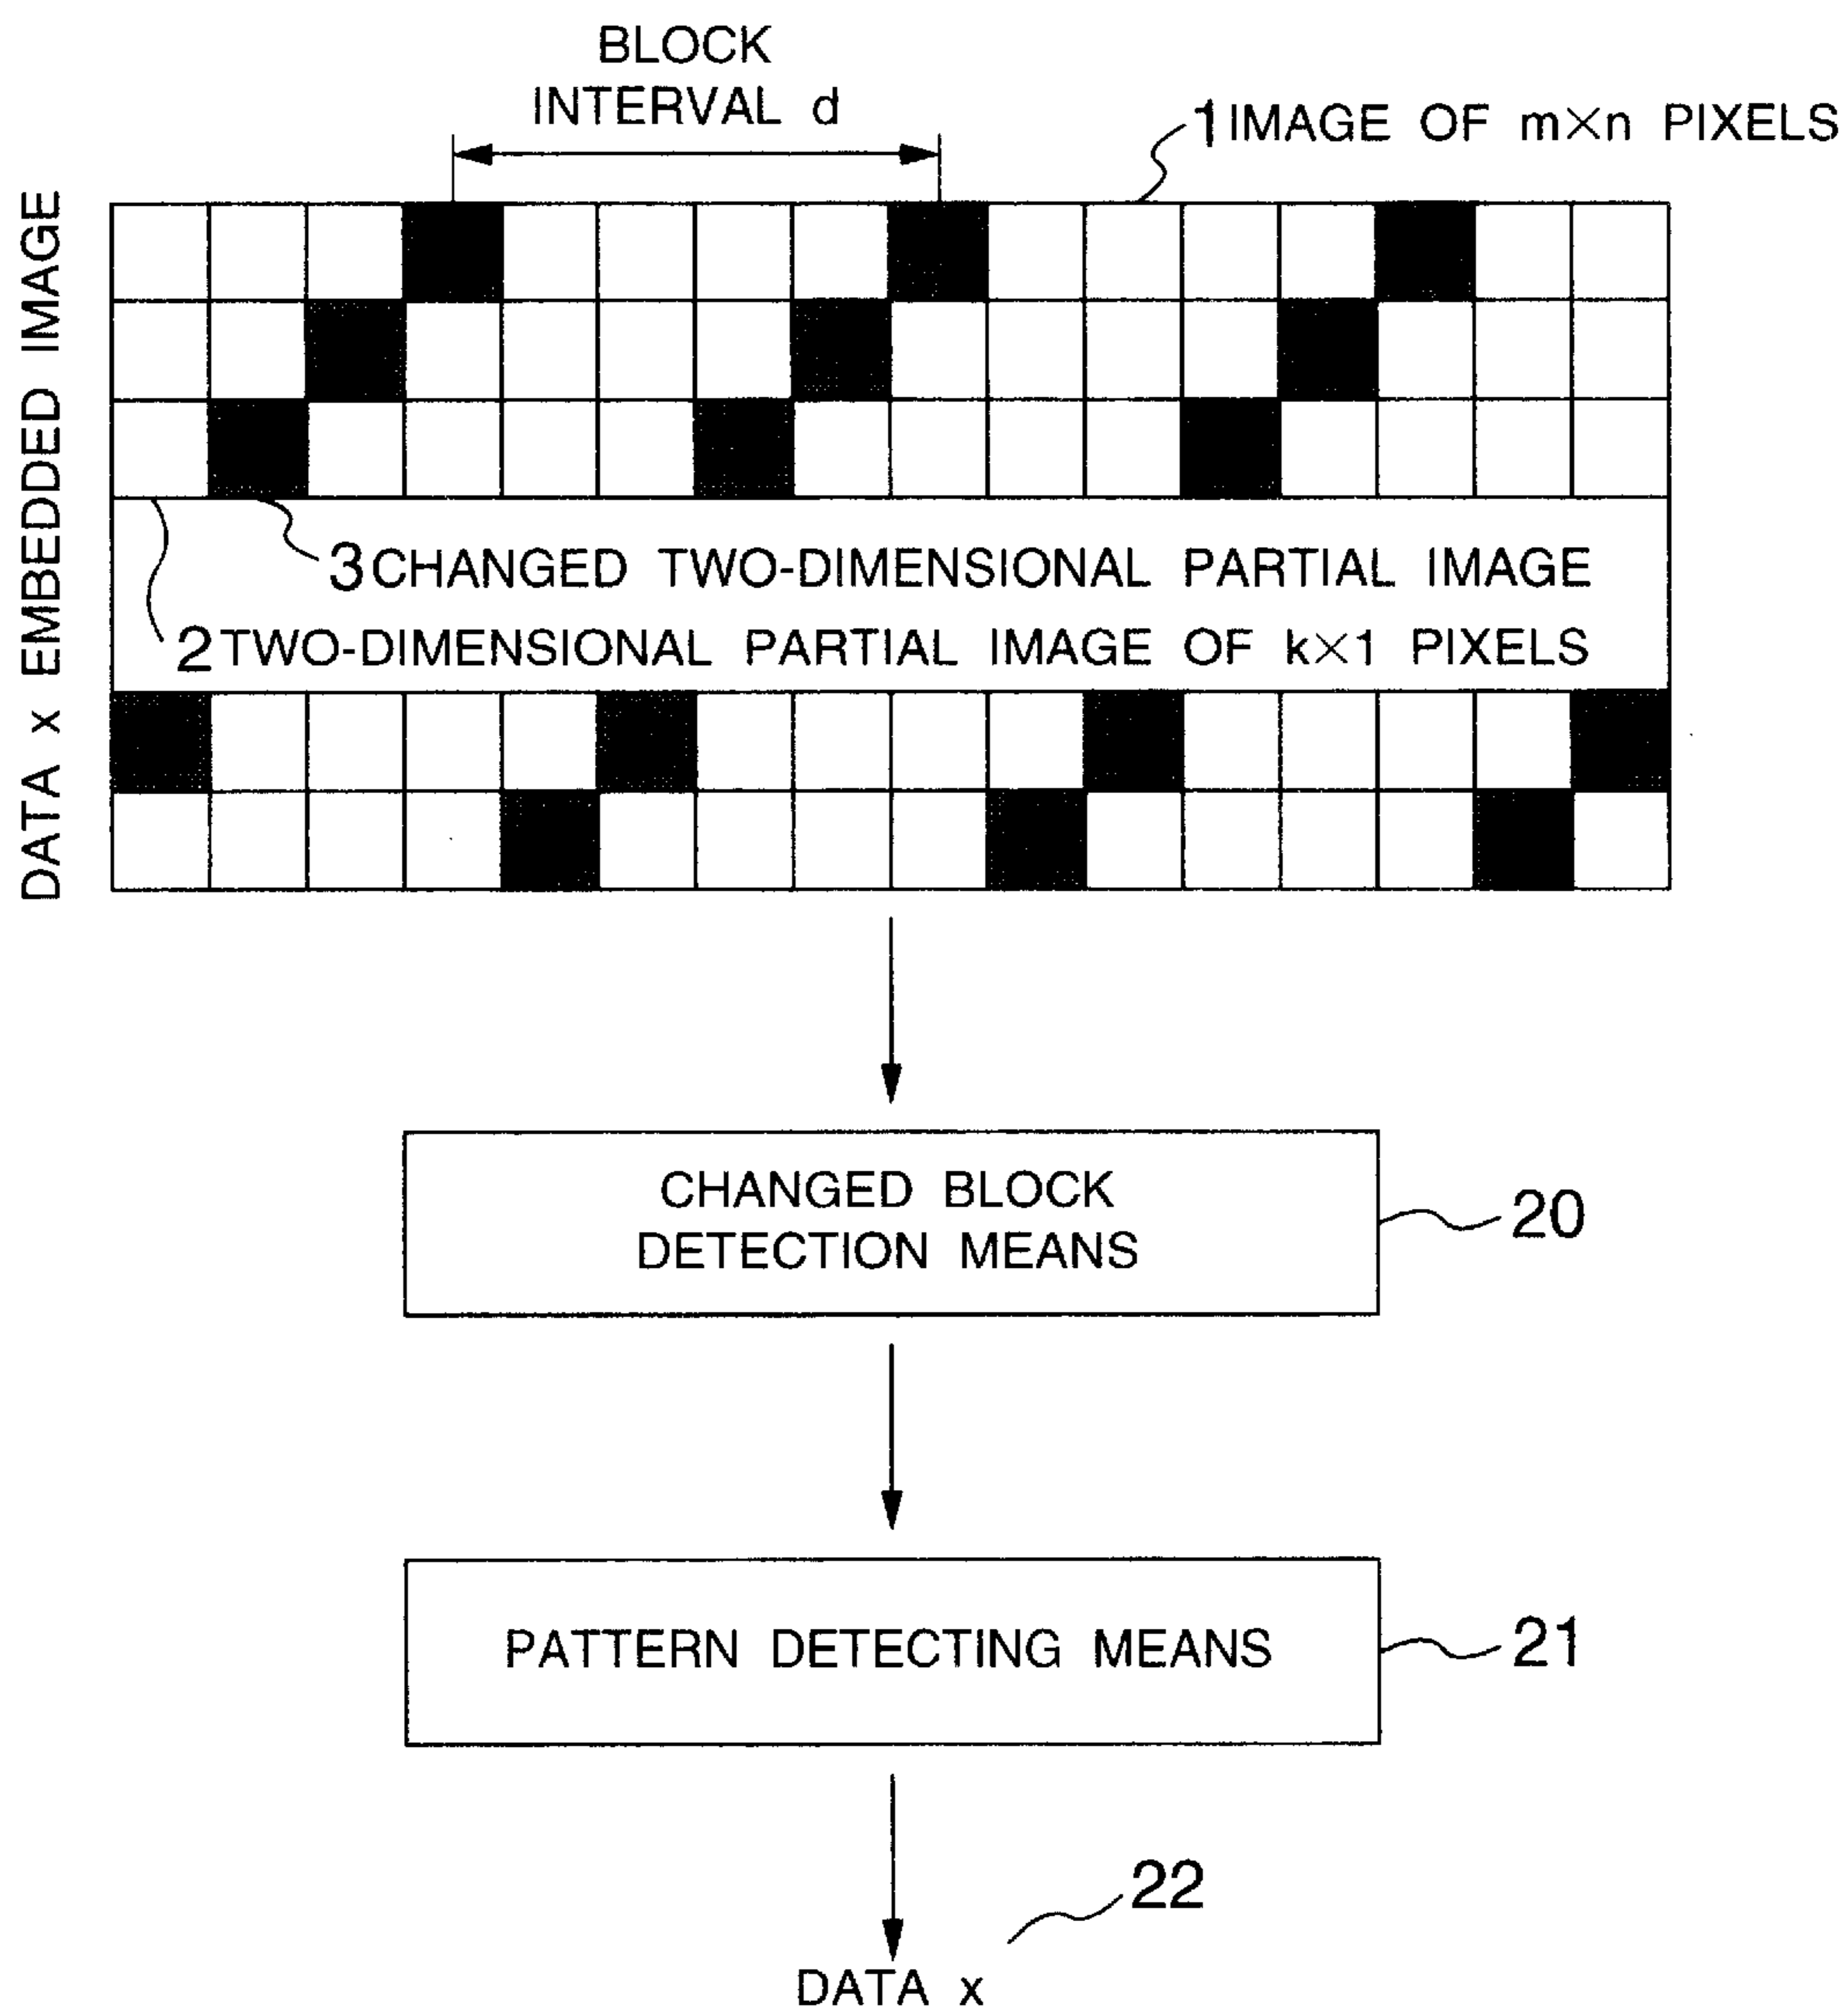 BLOCK
INTERVAL d
1 IMAGE OF m×n PIXELS
DATA x EMBEDDED IMAGE
3 CHANGED TWO-DIMENSIONAL PARTIAL IMAGE
2 TWO-DIMENSIONAL PARTIAL IMAGE OF k×1 PIXELS
CHANGED BLOCK
DETECTION MEANS
20
PATTERN DETECTING MEANS
21
22
DATA x